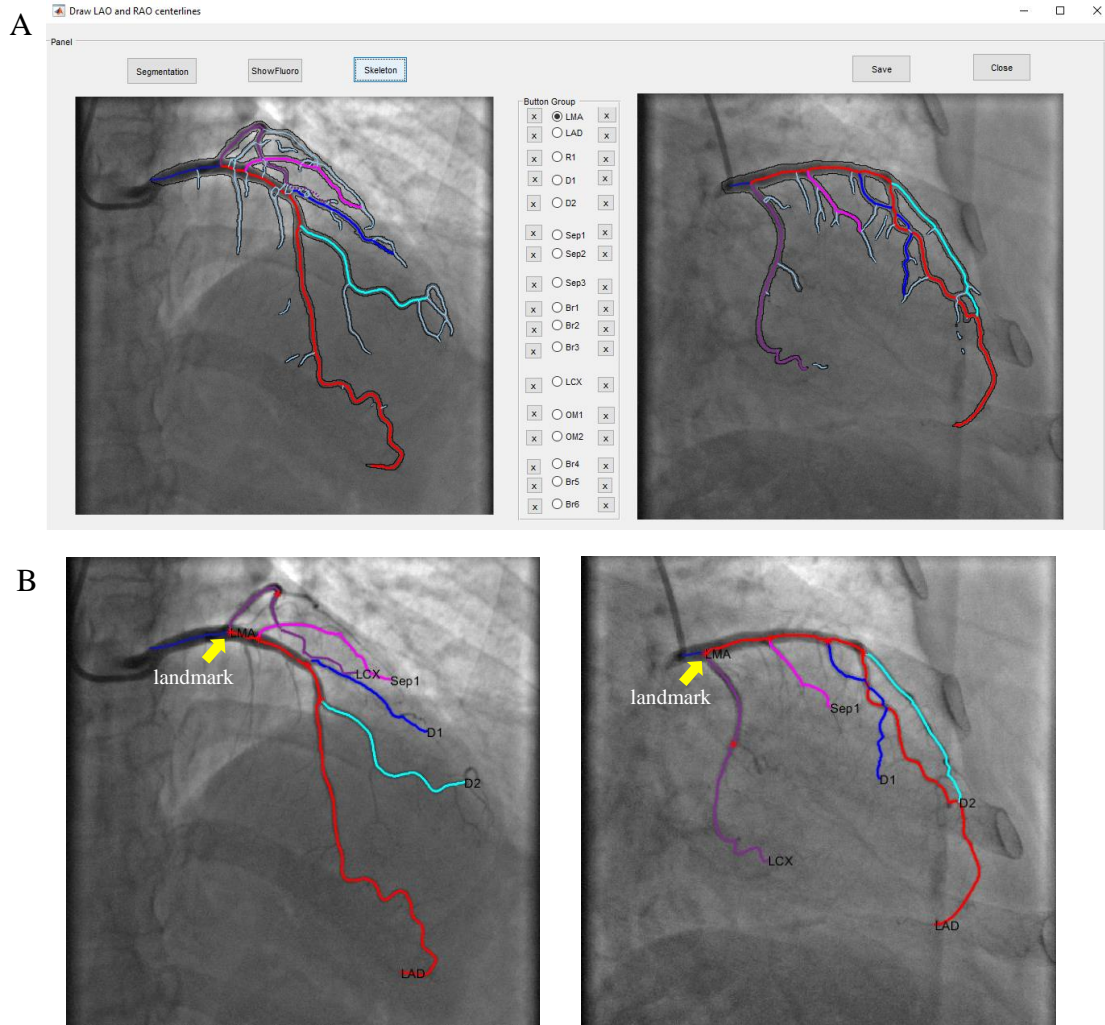 A
Draw LAO and RAO centerlines
Panel
Segmentation
ShowFluoro
Skeleton
Save
Close
Button Group
x LMA x
x LAD x
x R1 x
x D1 x
x D2 x
x Sep1 x
x Sep2 x
x Sep3 x
x Br1 x
x Br2 x
x Br3 x
x LCX x
x OM1 x
x OM2 x
x Br4 x
x Br5 x
x Br6 x
B
LMA
landmark
LCX
Sep1
D1
D2
LAD
LMA
landmark
Sep1
D1
D2
LCX
LAD